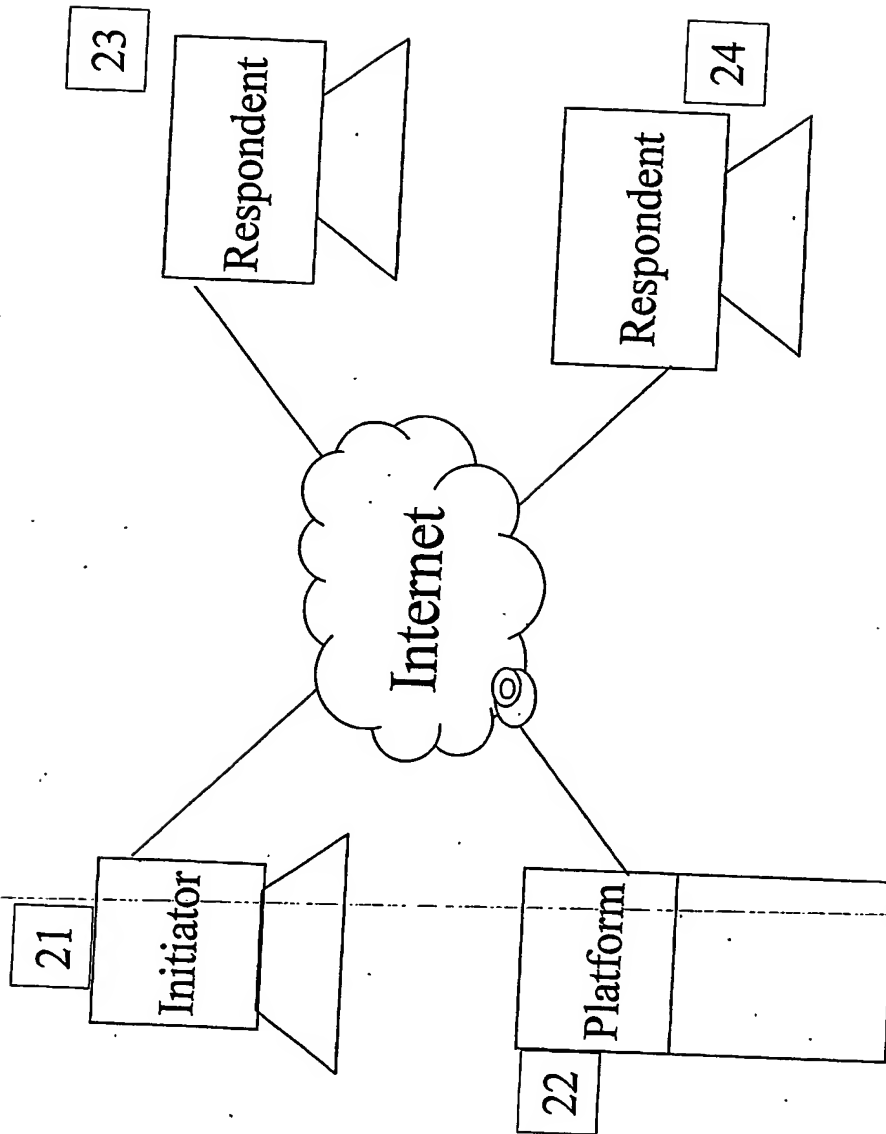 21
Initiator
23
Respondent
Internet
22
Platform
24
Respondent